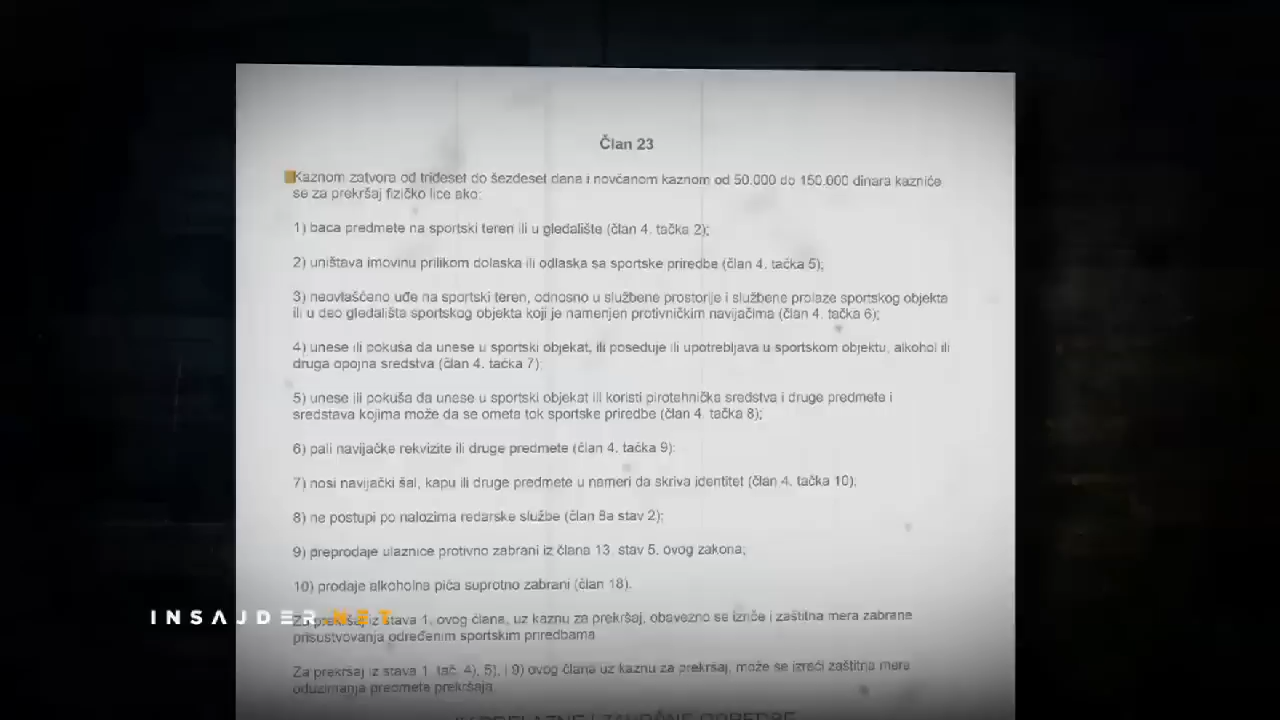 Član 23
Kaznom zatvora od trideset do šezdeset dana i novčanom kaznom od 50.000 do 150.000 dinara kazniće
se za prekršaj fizičko lice ako:
1) baca predmete na sportski teren ili u gledalište (član 4. tačka 2);
2) uništava imovinu prilikom dolaska ili odlaska sa sportske priredbe (član 4. tačka 5);
3) neovlašćeno uđe na sportski teren, odnosno u službene prostorije i službene prolaze sportskog objekta
ili u deo gledališta sportskog objekta koji je namenjen protivničkim navijačima (član 4. tačka 6);
4) unese ili pokuša da unese u sportski objekat, ili poseduje ili upotrebljava u sportskom objektu, alkohol ili
druga opojna sredstva (član 4. tačka 7);
5) unese ili pokuša da unese u sportski objekat ili koristi pirotehnička sredstva i druge predmete i
sredstava kojima može da se ometa tok sportske priredbe (član 4. tačka 8);
6) pali navijačke rekvizite ili druge predmete (član 4. tačka 9);
7) nosi navijački šal, kapu ili druge predmete u nameri da skriva identitet (član 4. tačka 10);
8) ne postupi po nalozima redarske službe (član 8a stav 2);
9) preprodaje ulaznice protivno zabrani iz člana 13. stav 5. ovog zakona;
10) prodaje alkoholna pića suprotno zabrani (član 18).
INSAJDER.NET
Za prekršaj iz stava 1. ovog člana, uz kaznu za prekršaj, obavezno se izriče i zaštitna mera zabrane
prisustvovanja određenim sportskim priredbama.
Za prekršaj iz stava 1. tač. 4), 5), i 9) ovog člana uz kaznu za prekršaj, može se izreći zaštitna mera
oduzimanja predmeta prekršaja.